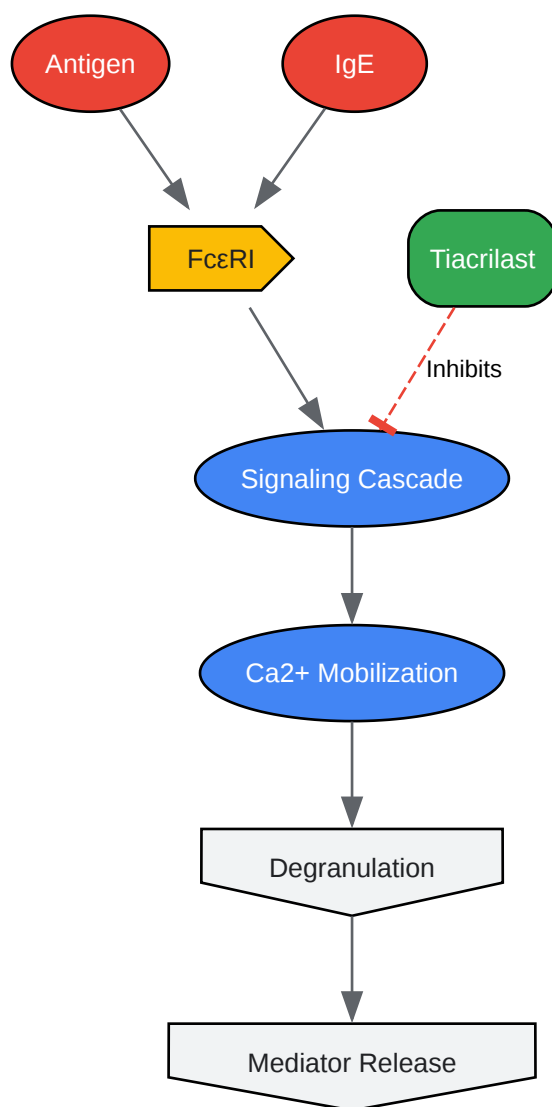 Antigen
IgE
FcεRI
Tiacrilast
Inhibits
Signaling Cascade
Ca2+ Mobilization
Degranulation
Mediator Release